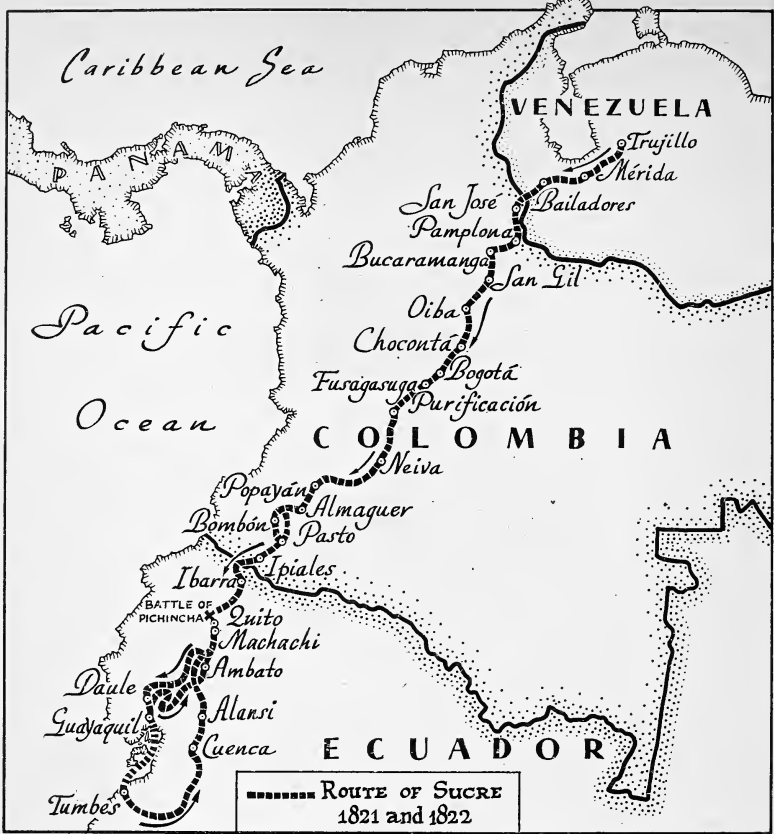 Caribbean Sea
VENEZUELA
Trujillo
PANAMA
Mérida
San José
Bailadores
Pamplona
Bucaramanga
San Gil
Oiba
Pacific
Chocontá
Bogotá
Fusagasuga
Purificación
Ocean
COLOMBIA
Neiva
Popayán
Almaguer
Bombón
Pasto
Ipiales
Ibarra
BATTLE OF
PICHINCHA
Quito
Machachi
Ambato
Daule
Alansi
Guayaquil
Cuenca
ECUADOR
Tumbes
ROUTE OF SUCRE
1821 and 1822